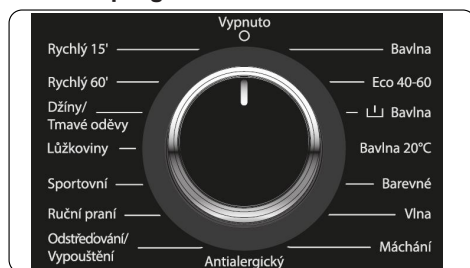 Vypnuto
Rychlý 15'
Rychlý 60'
Džíny/
Tmavé oděvy
Lůžkoviny
Sportovní
Ruční praní
Odstřeďování/
Vypouštění
Antialergický
Bavlna
Eco 40-60
Bavlna
Bavlna 20°C
Barevné
Vlna
Máchání